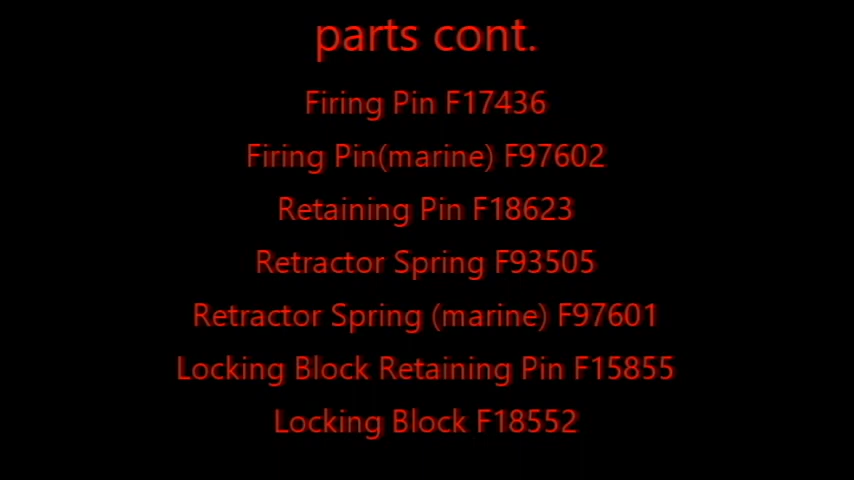 parts cont.
Firing Pin F17436
Firing Pin(marine) F97602
Retaining Pin F18623
Retractor Spring F93505
Retractor Spring (marine) F97601
Locking Block Retaining Pin F15855
Locking Block F18552